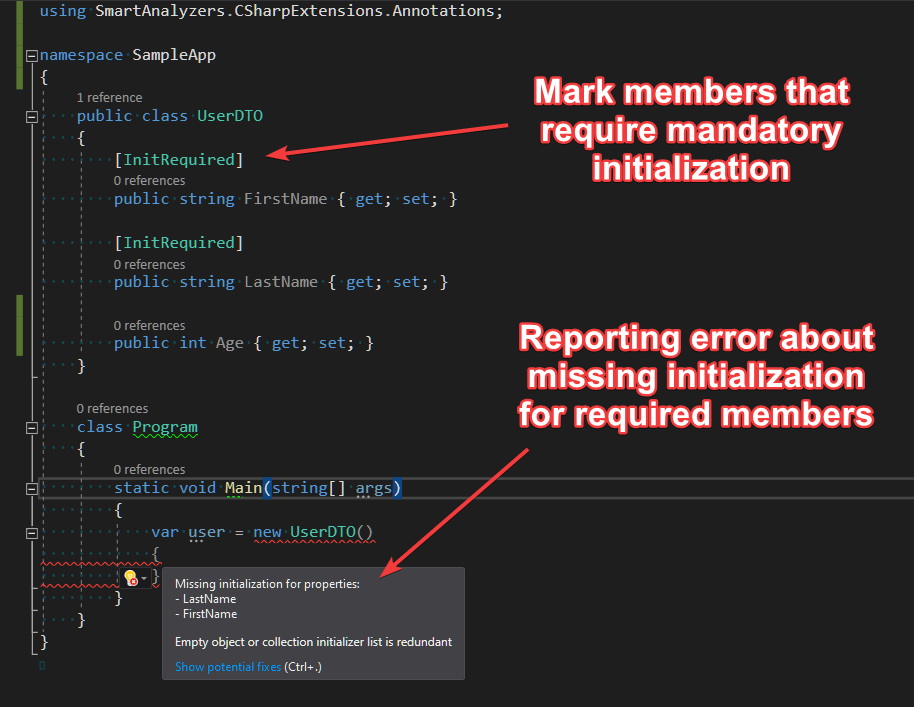 using SmartAnalyzers.CSharpExtensions.Annotations;
namespace SampleApp
{
1 reference
public class UserDTO
{
[InitRequired]
0 references
public string FirstName { get; set; }
[InitRequired]
0 references
public string LastName { get; set; }
0 references
public int Age { get; set; }
}
0 references
class Program
{
0 references
static void Main(string[] args)
{
var user = new UserDTO()
{
}
}
}
}
Mark members that
require mandatory
initialization
Reporting error about
missing initialization
for required members
Missing initialization for properties:
- LastName
- FirstName
Empty object or collection initializer list is redundant
Show potential fixes (Ctrl+.)